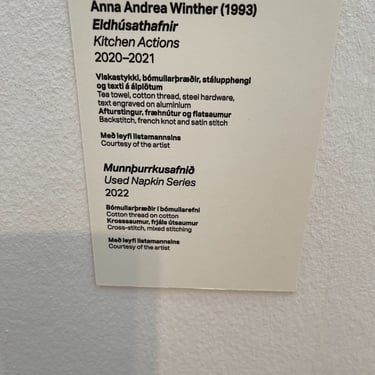 Anna Andrea Winther (1993)
Eldhúsathafnir
Kitchen Actions
2020–2021
Viskastykki, bómullarþræðir, stálupphengi
og texti á álplötum
Tea towel, cotton thread, steel hardware,
text engraved on aluminium
Afturstingur, fræhnútur og flatsaumur
Backstitch, french knot and satin stitch
Með leyfi listamannsins
Courtesy of the artist
Munnþurrkusafnið
Used Napkin Series
2022
Bómullarþræðir í bómullarefni
Cotton thread on cotton
Krosssaumur, frjáls útsaumur
Cross-stitch, mixed stitching
Með leyfi listamannsins
Courtesy of the artist